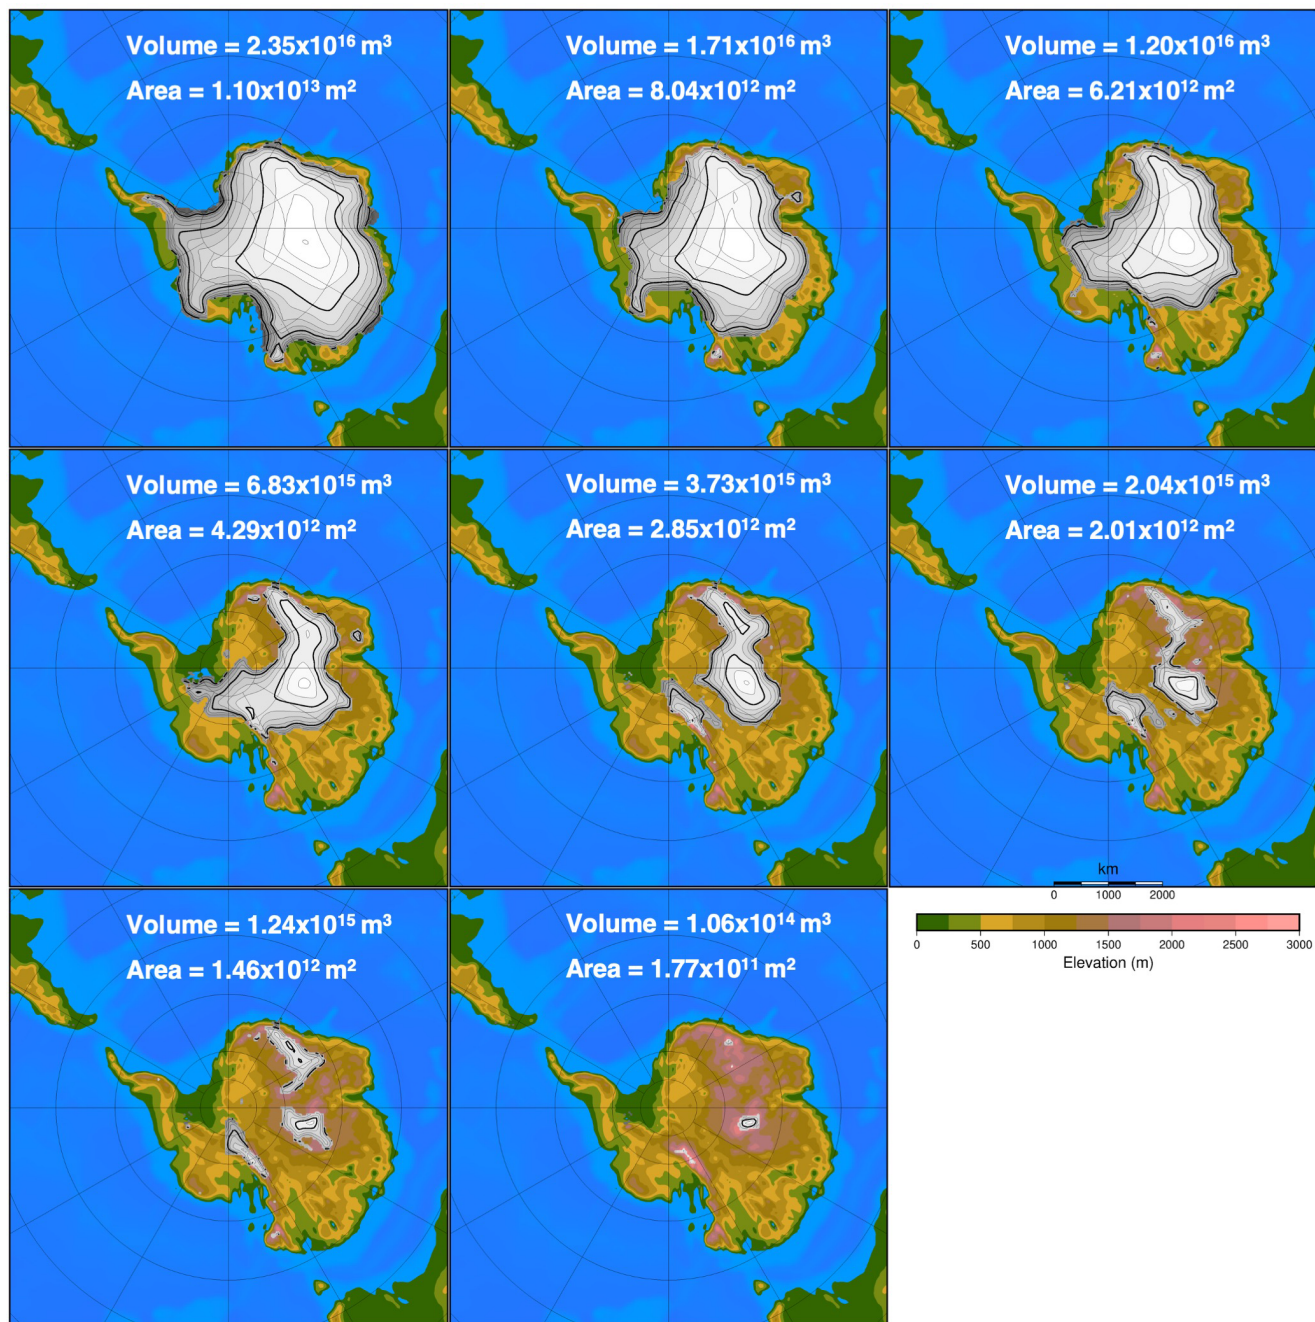 Volume = 2.35x10¹⁶ m³
Area = 1.10x10¹³ m²
Volume = 1.71x10¹⁶ m³
Area = 8.04x10¹² m²
Volume = 1.20x10¹⁶ m³
Area = 6.21x10¹² m²
Volume = 6.83x10¹⁵ m³
Area = 4.29x10¹² m²
Volume = 3.73x10¹⁵ m³
Area = 2.85x10¹² m²
Volume = 2.04x10¹⁵ m³
Area = 2.01x10¹² m²
km
0 1000 2000
Volume = 1.24x10¹⁵ m³
Area = 1.46x10¹² m²
Volume = 1.06x10¹⁴ m³
Area = 1.77x10¹¹ m²
0 500 1000 1500 2000 2500 3000
Elevation (m)